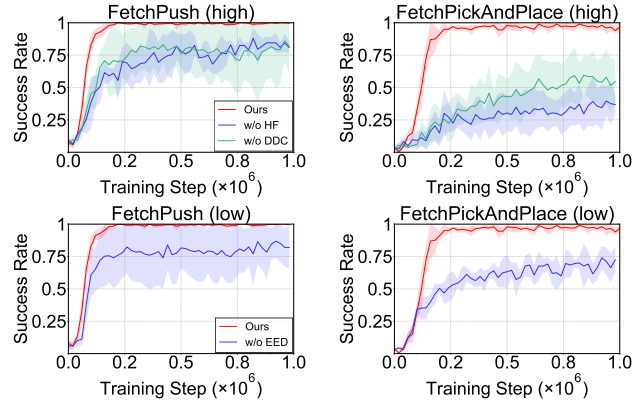 FetchPush (high)
Success Rate
1
0.75
0.5
0.25
Ours
w/o HF
w/o DDC
0.0
0.2
0.5
0.8
1.0
Training Step (×10⁶)
FetchPickAndPlace (high)
Success Rate
1
0.75
0.5
0.25
0.0
0.2
0.5
0.8
1.0
Training Step (×10⁶)
FetchPush (low)
Success Rate
1
0.75
0.5
0.25
Ours
w/o EED
0.0
0.2
0.5
0.8
1.0
Training Step (×10⁶)
FetchPickAndPlace (low)
Success Rate
1
0.75
0.5
0.25
0.0
0.2
0.5
0.8
1.0
Training Step (×10⁶)